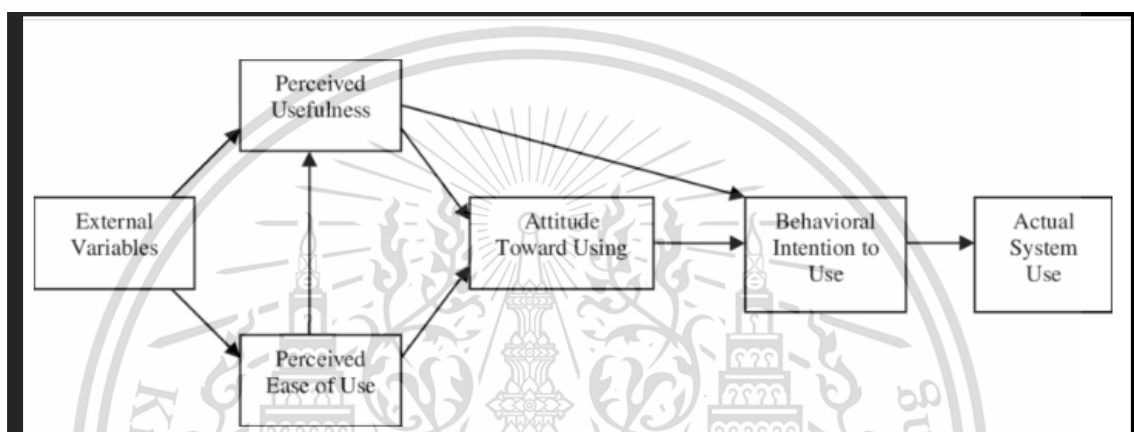 Perceived
Usefulness
External
Variables
Attitude
Toward Using
Behavioral
Intention to
Use
Actual
System
Use
Perceived
Ease of Use